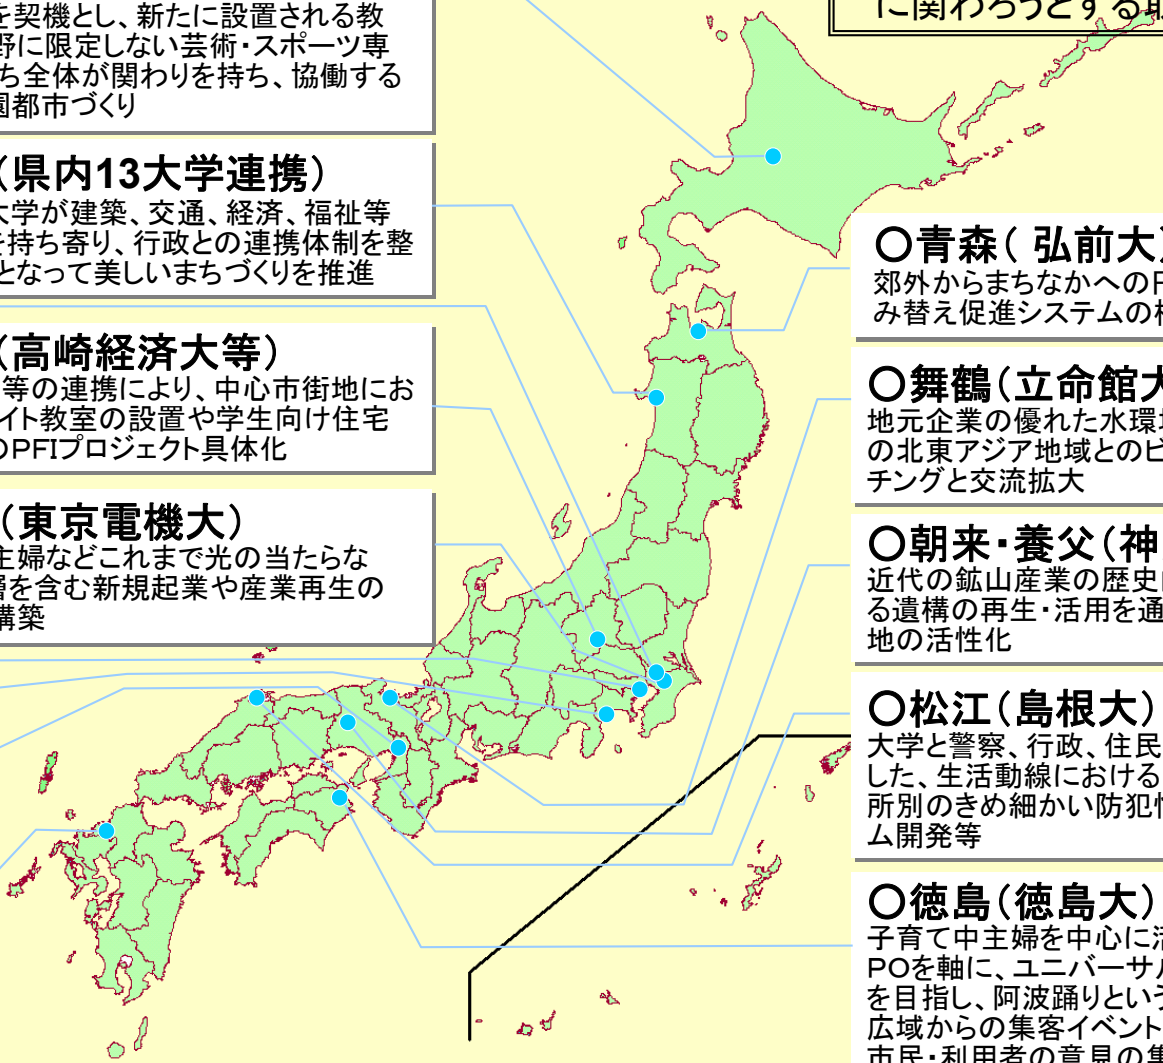 を契機とし、新たに設置される教
野に限定しない芸術・スポーツ専
ち全体が関わりを持ち、協働する
園都市づくり
（県内13大学連携）
大学が建築、交通、経済、福祉等
を持ち寄り、行政との連携体制を整
となって美しいまちづくりを推進
（高崎経済大等）
等の連携により、中心市街地にお
イト教室の設置や学生向け住宅
のPFIプロジェクト具体化
（東京電機大）
主婦などこれまで光の当たらな
層を含む新規起業や産業再生の
構築
に関わろうとする取
○青森（ 弘前大）
郊外からまちなかへの
み替え促進システムの
○舞鶴（立命館大
地元企業の優れた水環境
の北東アジア地域とのビ
チングと交流拡大
○朝来・養父（神
近代の鉱山産業の歴史
る遺構の再生・活用を通
地の活性化
○松江（島根大）
大学と警察、行政、住民
した、生活動線における
所別のきめ細かい防犯
ム開発等
○徳島（徳島大）
子育て中主婦を中心に活
POを軸に、ユニバーサル
を目指し、阿波踊りという
広域からの集客イベント
市民・利用者の意見の集